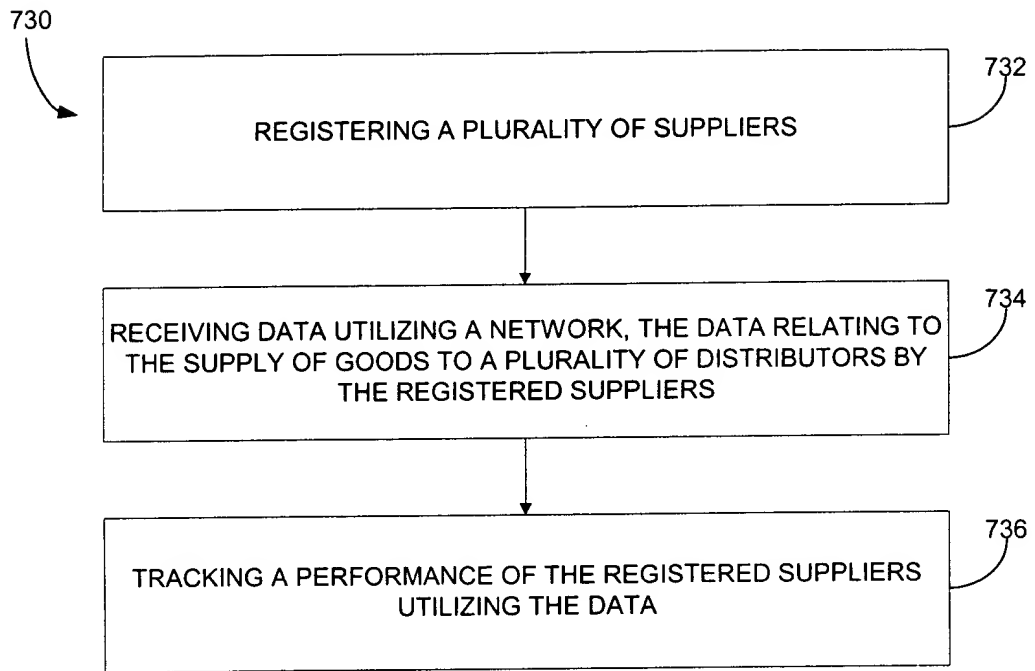 730
732
REGISTERING A PLURALITY OF SUPPLIERS
734
RECEIVING DATA UTILIZING A NETWORK, THE DATA RELATING TO
THE SUPPLY OF GOODS TO A PLURALITY OF DISTRIBUTORS BY
THE REGISTERED SUPPLIERS
736
TRACKING A PERFORMANCE OF THE REGISTERED SUPPLIERS
UTILIZING THE DATA